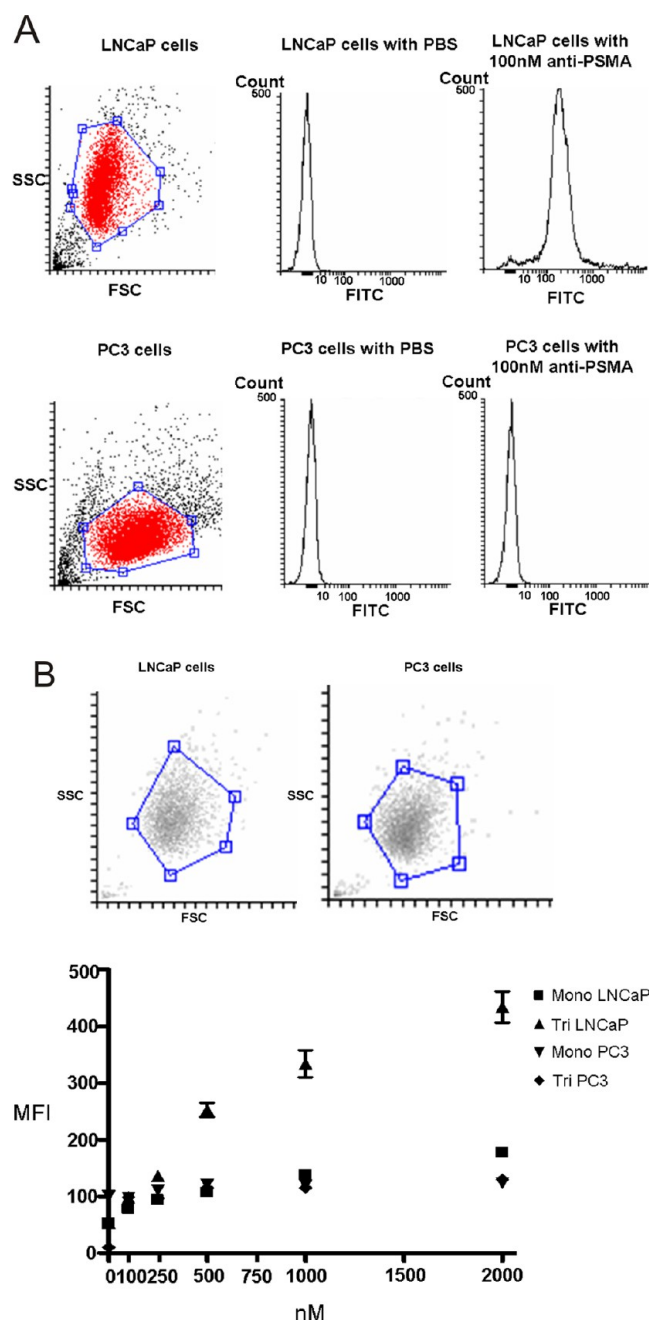 A
LNCaP cells
SSC
FSC
LNCaP cells with PBS
Count
500
10 100 1000
FITC
LNCaP cells with
100nM anti-PSMA
Count
500
10 100 1000
FITC
PC3 cells
SSC
FSC
PC3 cells with PBS
Count
500
10 100 1000
FITC
PC3 cells with
100nM anti-PSMA
Count
500
10 100 1000
FITC
B
LNCaP cells
SSC
FSC
PC3 cells
SSC
FSC
500
400
300
200
100
0
MFI
0 100 250 500 750 1000 1500 2000
nM
Mono LNCaP
Tri LNCaP
Mono PC3
Tri PC3